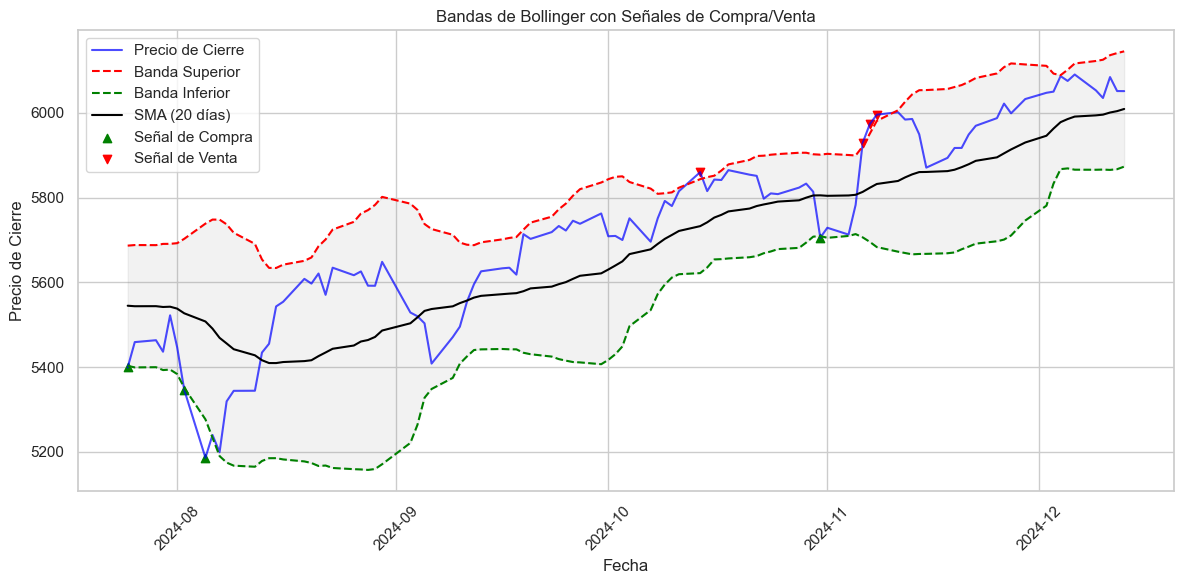 Bandas de Bollinger con Señales de Compra/Venta
Precio de Cierre
Banda Superior
Banda Inferior
SMA (20 días)
Señal de Compra
Señal de Venta
Precio de Cierre
6000
5800
5600
5400
5200
2024-08
2024-09
2024-10
2024-11
2024-12
Fecha